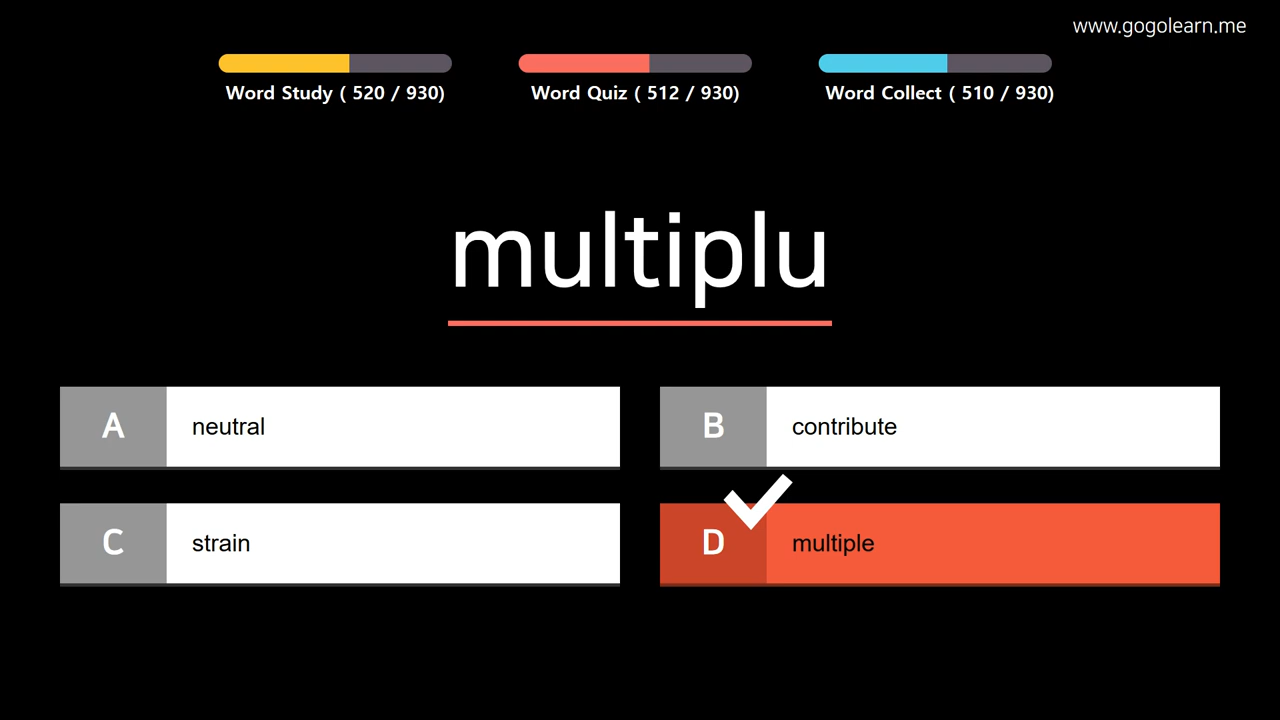 www.gogolearn.me
Word Study ( 520 / 930)
Word Quiz ( 512 / 930)
Word Collect ( 510 / 930)
multiplu
A neutral
B contribute
C strain
D multiple